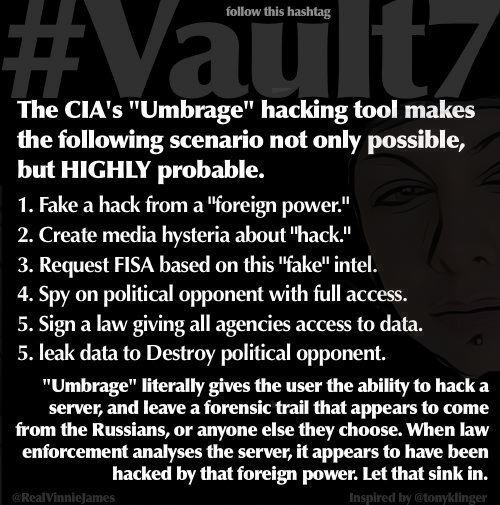 #Vault7
follow this hashtag
The CIA's "Umbrage" hacking tool makes
the following scenario not only possible,
but HIGHLY probable.
1. Fake a hack from a "foreign power."
2. Create media hysteria about "hack."
3. Request FISA based on this "fake" intel.
4. Spy on political opponent with full access.
5. Sign a law giving all agencies access to data.
5. leak data to Destroy political opponent.
"Umbrage" literally gives the user the ability to hack a
server, and leave a forensic trail that appears to come
from the Russians, or anyone else they choose. When law
enforcement analyses the server, it appears to have been
hacked by that foreign power. Let that sink in.
@RealVinnieJames
Inspired by @tonyklinger